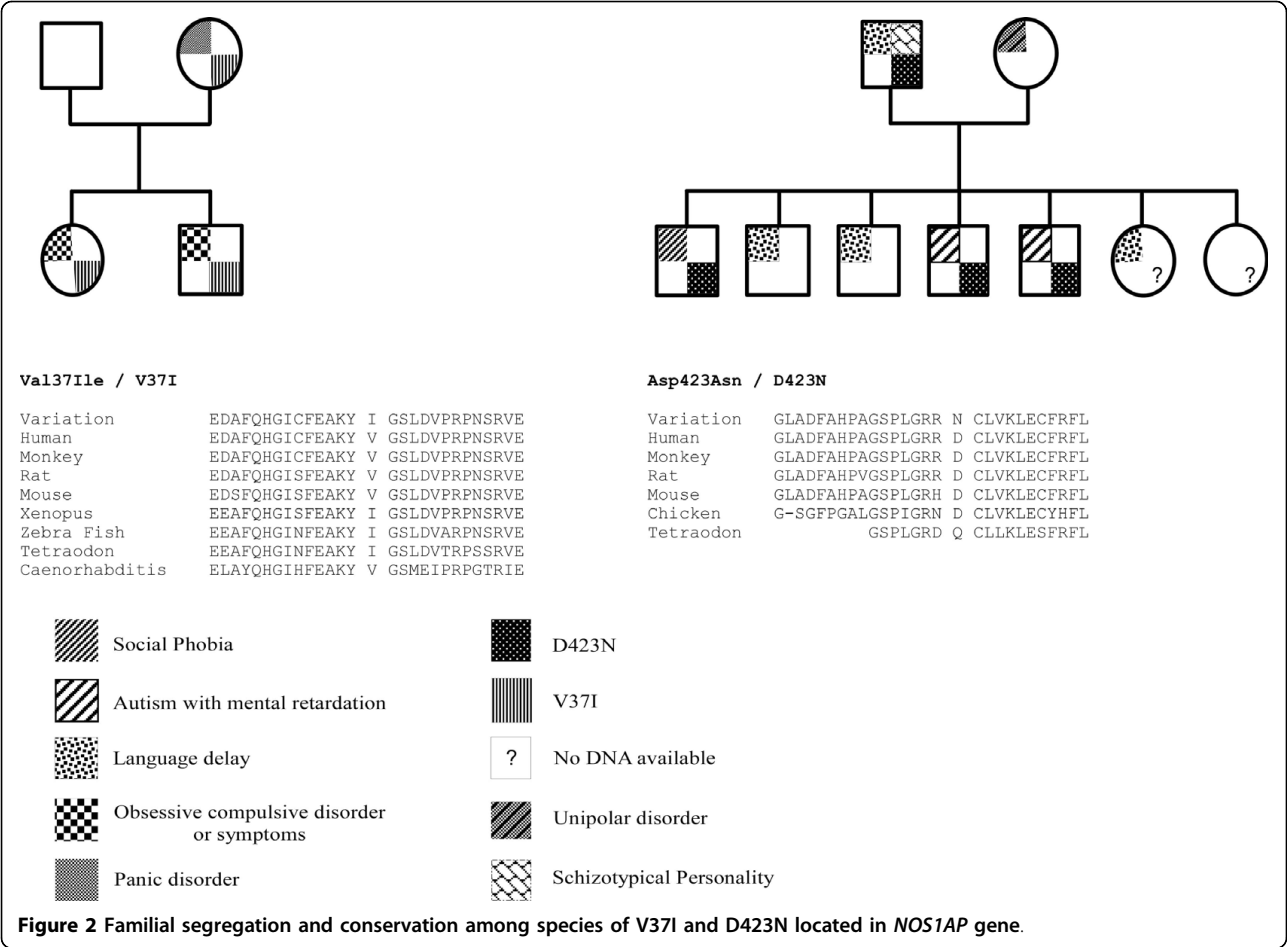 ?
?
Val37Ile / V37I
Variation EDAFQHGICFEAKY I GSLDVPRPNSRVE
Human EDAFQHGICFEAKY V GSLDVPRPNSRVE
Monkey EDAFQHGICFEAKY V GSLDVPRPNSRVE
Rat EDAFQHGISFEAKY V GSLDVPRPNSRVE
Mouse EDSFQHGISFEAKY V GSLDVPRPNSRVE
Xenopus EEAFQHGISFEAKY V GSLDVPRPNSRVE
Zebra Fish EEAFQHGINFEAKY I GSLDVARPNSRVE
Tetraodon EEAFQHGINFEAKY I GSLDVTRPSSRVE
Caenorhabditis ELAYQHGIHFEAKY V GSMEIPRPGTRIE
Asp423Asn / D423N
Variation GLADFAHPAGSPLGRR N CLVKLECFRFL
Human GLADFAHPAGSPLGRR D CLVKLECFRFL
Monkey GLADFAHPAGSPLGRR D CLVKLECFRFL
Rat GLADFAHPVGSPLGRR D CLVKLECFRFL
Mouse GLADFAHPAGSPLGRH D CLVKLECFRFL
Chicken G-SGFPGALGSPIGRN D CLVKLECYHFL
Tetraodon GSPLGRD Q CLLKLESFRFL
Social Phobia
Autism with mental retardation
Language delay
Obsessive compulsive disorder
or symptoms
Panic disorder
D423N
V37I
? No DNA available
Unipolar disorder
Schizotypical Personality
Figure 2 Familial segregation and conservation among species of V37I and D423N located in NOS1AP gene.